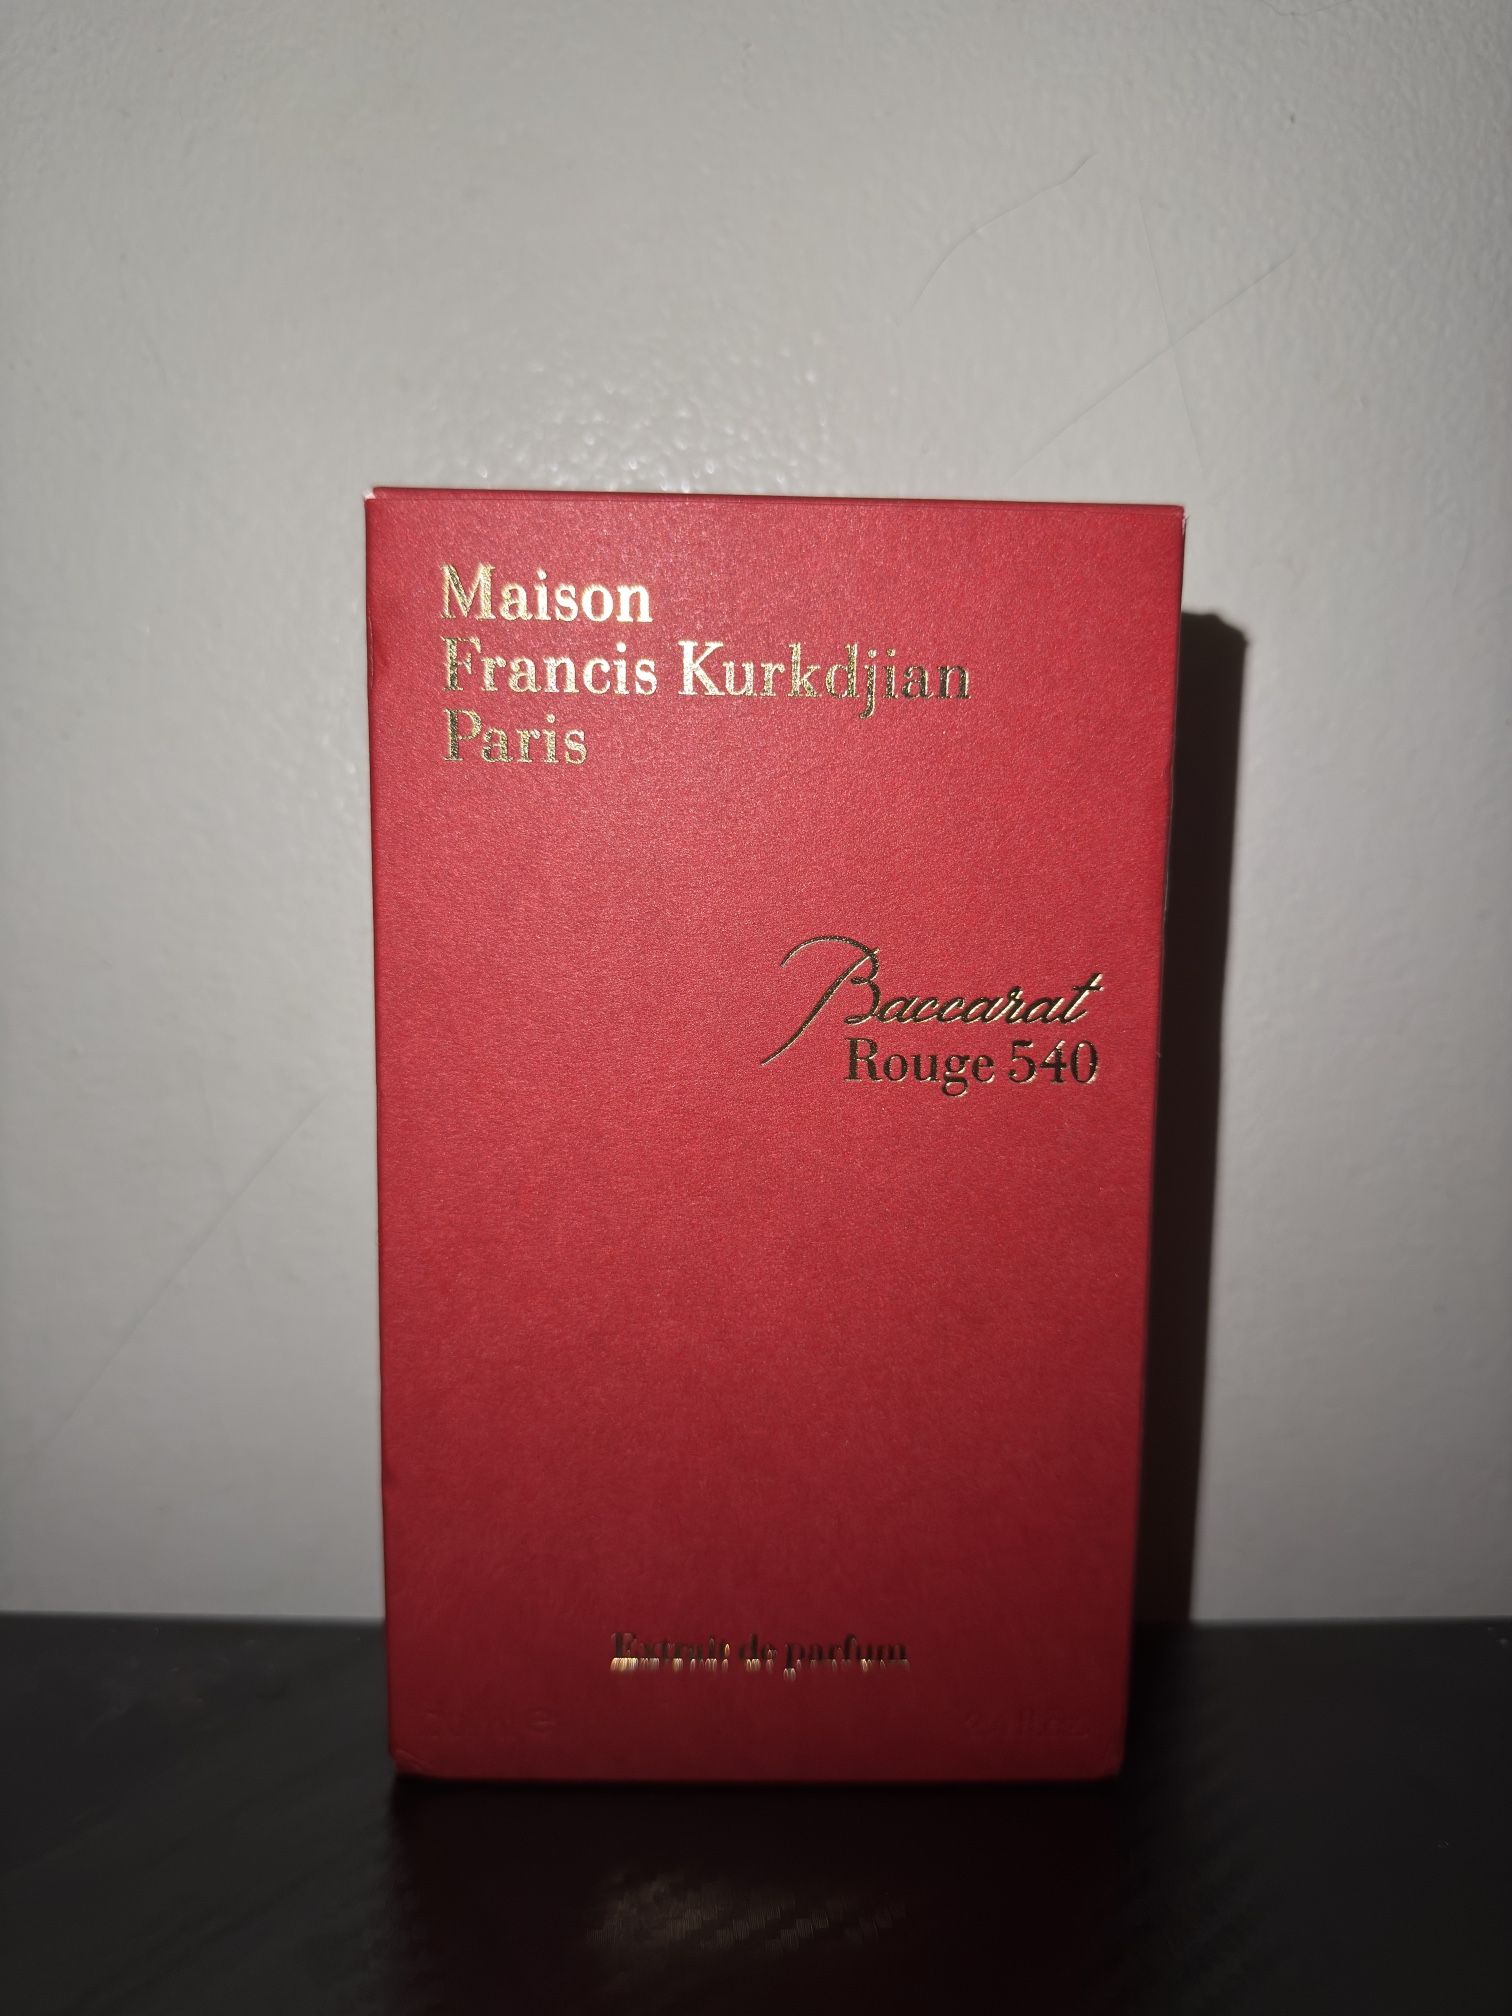 Maison
Francis Kurkdjian
Paris
Baccarat
Rouge 540
Extrait de parfum